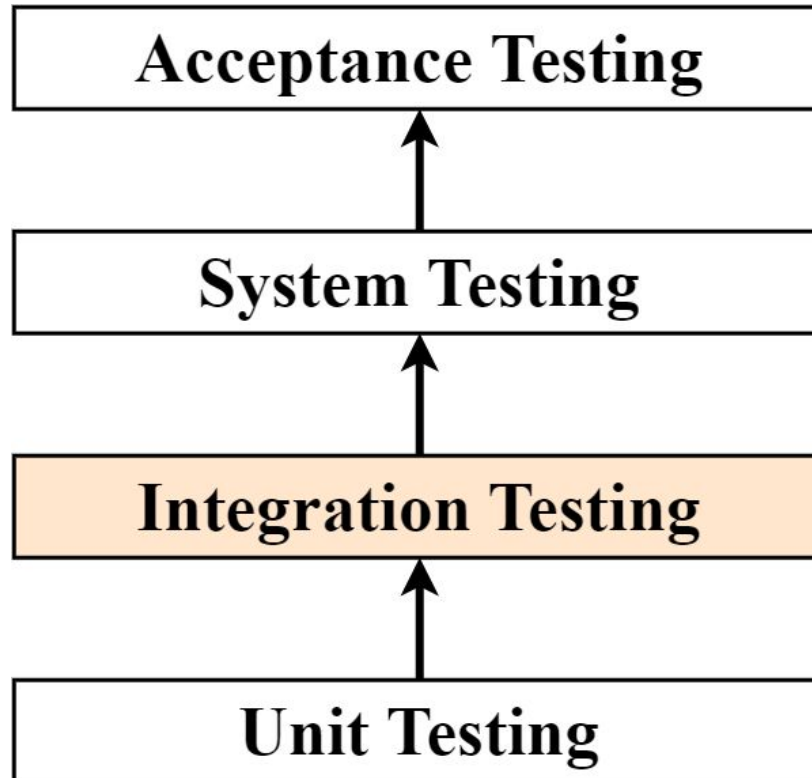 Acceptance Testing
System Testing
Integration Testing
Unit Testing